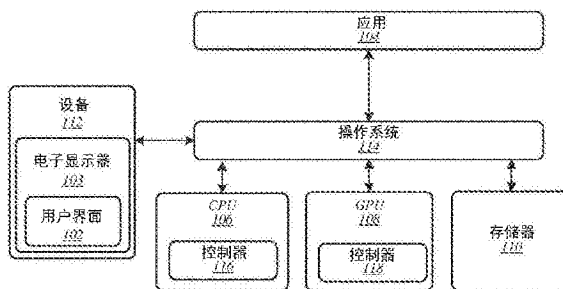 应用
104
设备
112
电子显示器
103
用户界面
102
操作系统
114
CPU
106
控制器
116
GPU
108
控制器
118
存储器
110